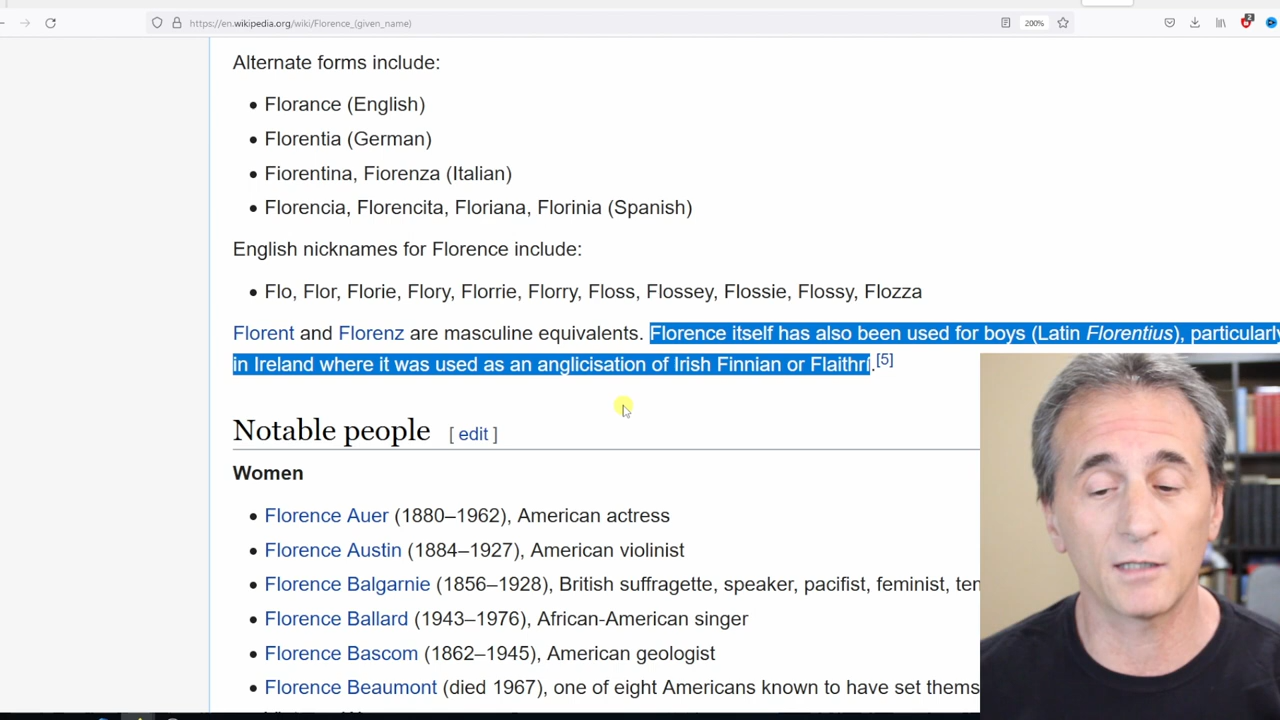 https://en.wikipedia.org/wiki/Florence_(given_name)
200%
2
Alternate forms include:
Florance (English)
Florentia (German)
Fiorentina, Fiorenza (Italian)
Florencia, Florencita, Floriana, Florinia (Spanish)
English nicknames for Florence include:
Flo, Flor, Florie, Flory, Florrie, Florry, Floss, Flossey, Flossie, Flossy, Flozza
Florent and Florenz are masculine equivalents. Florence itself has also been used for boys (Latin Florentius), particularly
in Ireland where it was used as an anglicisation of Irish Finnian or Flaithrí.[5]
Notable people [ edit ]
Women
Florence Auer (1880–1962), American actress
Florence Austin (1884–1927), American violinist
Florence Balgarnie (1856–1928), British suffragette, speaker, pacifist, feminist, ten
Florence Ballard (1943–1976), African-American singer
Florence Bascom (1862–1945), American geologist
Florence Beaumont (died 1967), one of eight Americans known to have set thems